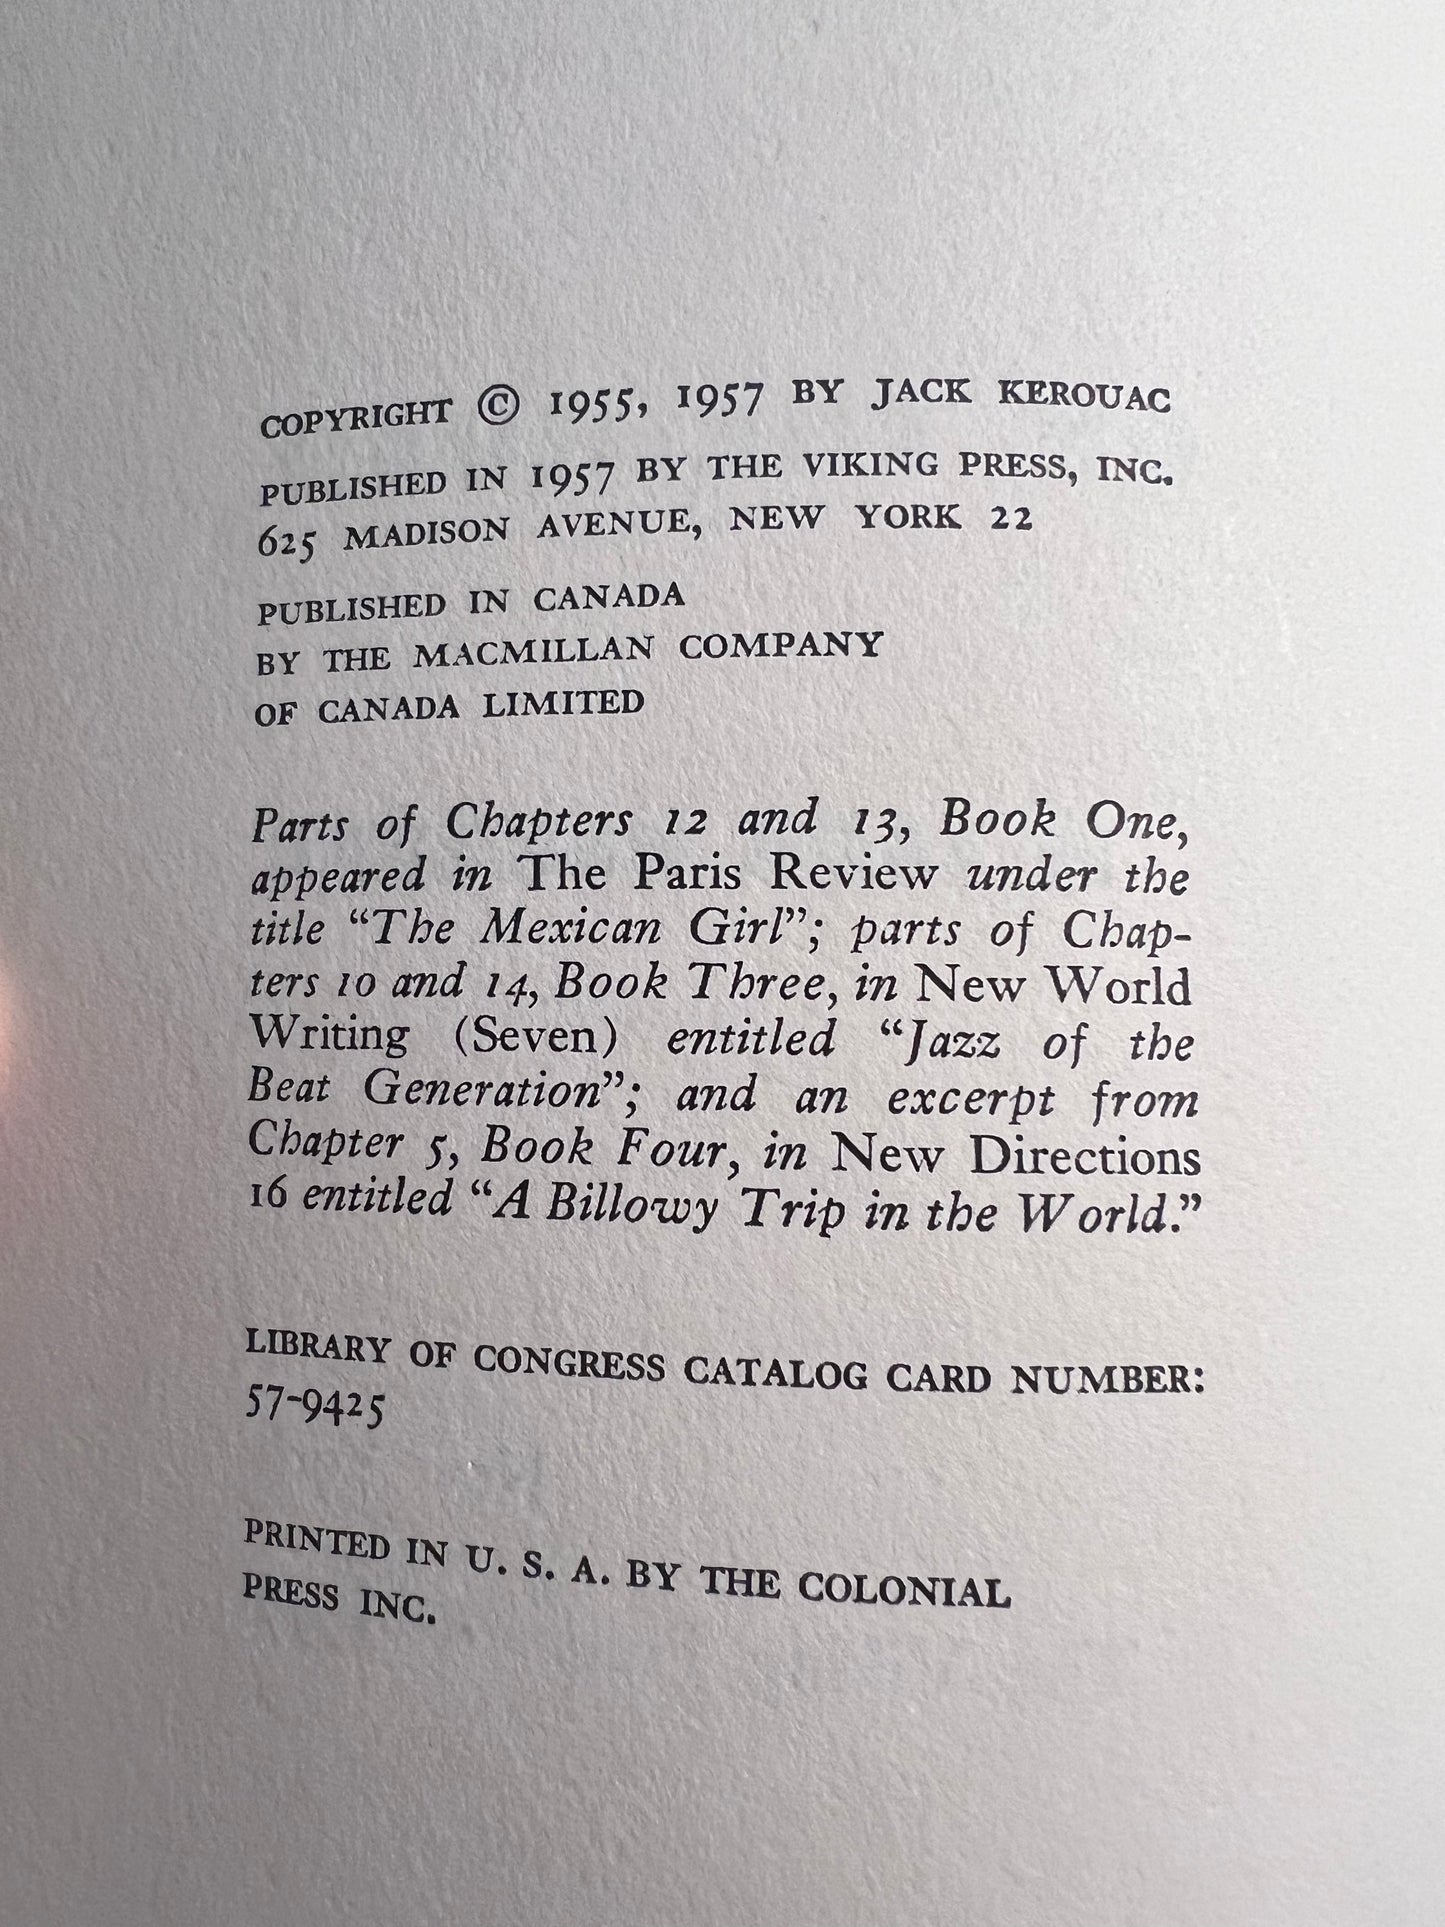 COPYRIGHT © 1955, 1957 BY JACK KEROUAC
PUBLISHED IN 1957 BY THE VIKING PRESS, INC.
625 MADISON AVENUE, NEW YORK 22
PUBLISHED IN CANADA
BY THE MACMILLAN COMPANY
OF CANADA LIMITED
Parts of Chapters 12 and 13, Book One,
appeared in The Paris Review under the
title “The Mexican Girl”; parts of Chap-
ters 10 and 14, Book Three, in New World
Writing (Seven) entitled “Jazz of the
Beat Generation”; and an excerpt from
Chapter 5, Book Four, in New Directions
16 entitled “A Billowy Trip in the World.”
LIBRARY OF CONGRESS CATALOG CARD NUMBER:
57-9425
PRINTED IN U. S. A. BY THE COLONIAL
PRESS INC.